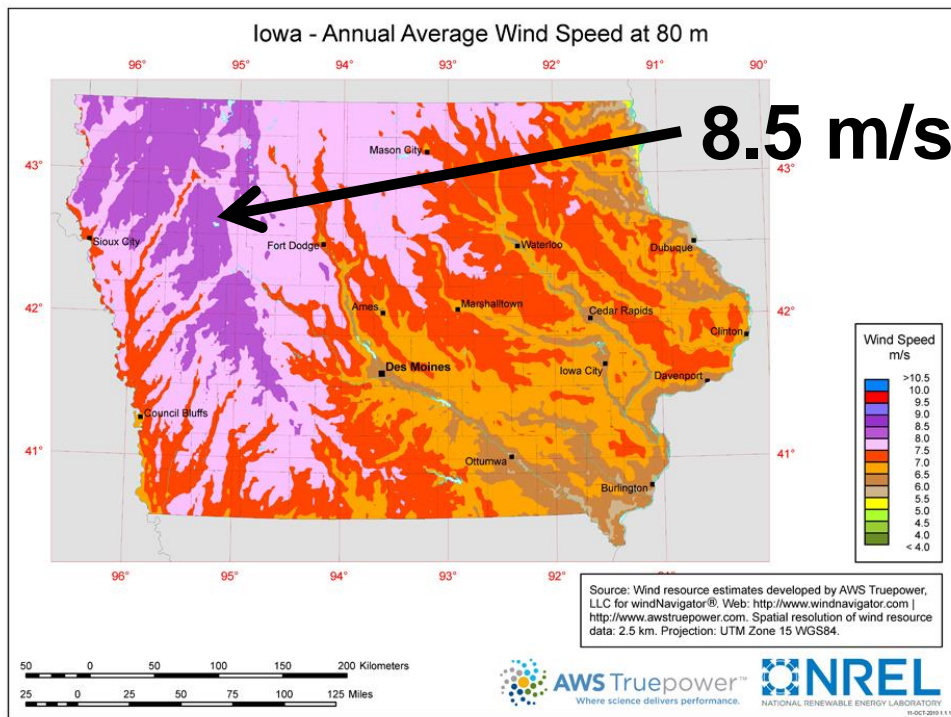 Iowa - Annual Average Wind Speed at 80 m
96° 95° 94° 93° 92° 91° 90°
8.5 m/s
Mason City
43° 43°
Sioux City
Fort Dodge
Waterloo
Dubuque
42° 42°
Ames
Marshalltown
Cedar Rapids
Clinton
Des Moines
Iowa City
Davenport
Council Bluffs
41° 41°
Ottumwa
Burlington
96° 95° 94° 93° 92°
Wind Speed
m/s
>10.5
10.0
9.5
9.0
8.5
8.0
7.5
7.0
6.5
6.0
5.5
5.0
4.5
4.0
< 4.0
Source: Wind resource estimates developed by AWS Truepower,
LLC for windNavigator®. Web: http://www.windnavigator.com |
http://www.awstruepower.com. Spatial resolution of wind resource
data: 2.5 km. Projection: UTM Zone 15 WGS84.
50 0 50 100 150 200 Kilometers
25 0 25 50 75 100 125 Miles
AWS Truepower™
Where science delivers performance.
NREL
NATIONAL RENEWABLE ENERGY LABORATORY